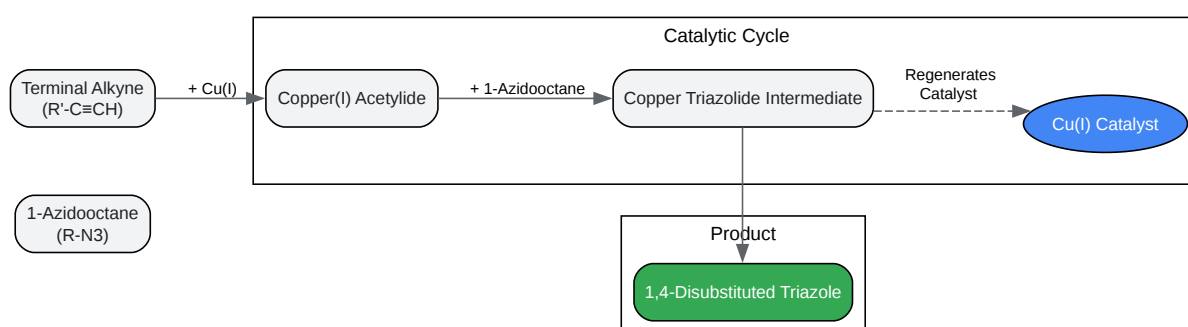 Catalytic Cycle
Terminal Alkyne
(R'-C≡CH)
+ Cu(I)
Copper(I) Acetylide
+ 1-Azidooctane
Copper Triazolide Intermediate
Regenerates
Catalyst
Cu(I) Catalyst
1-Azidooctane
(R-N3)
Product
1,4-Disubstituted Triazole